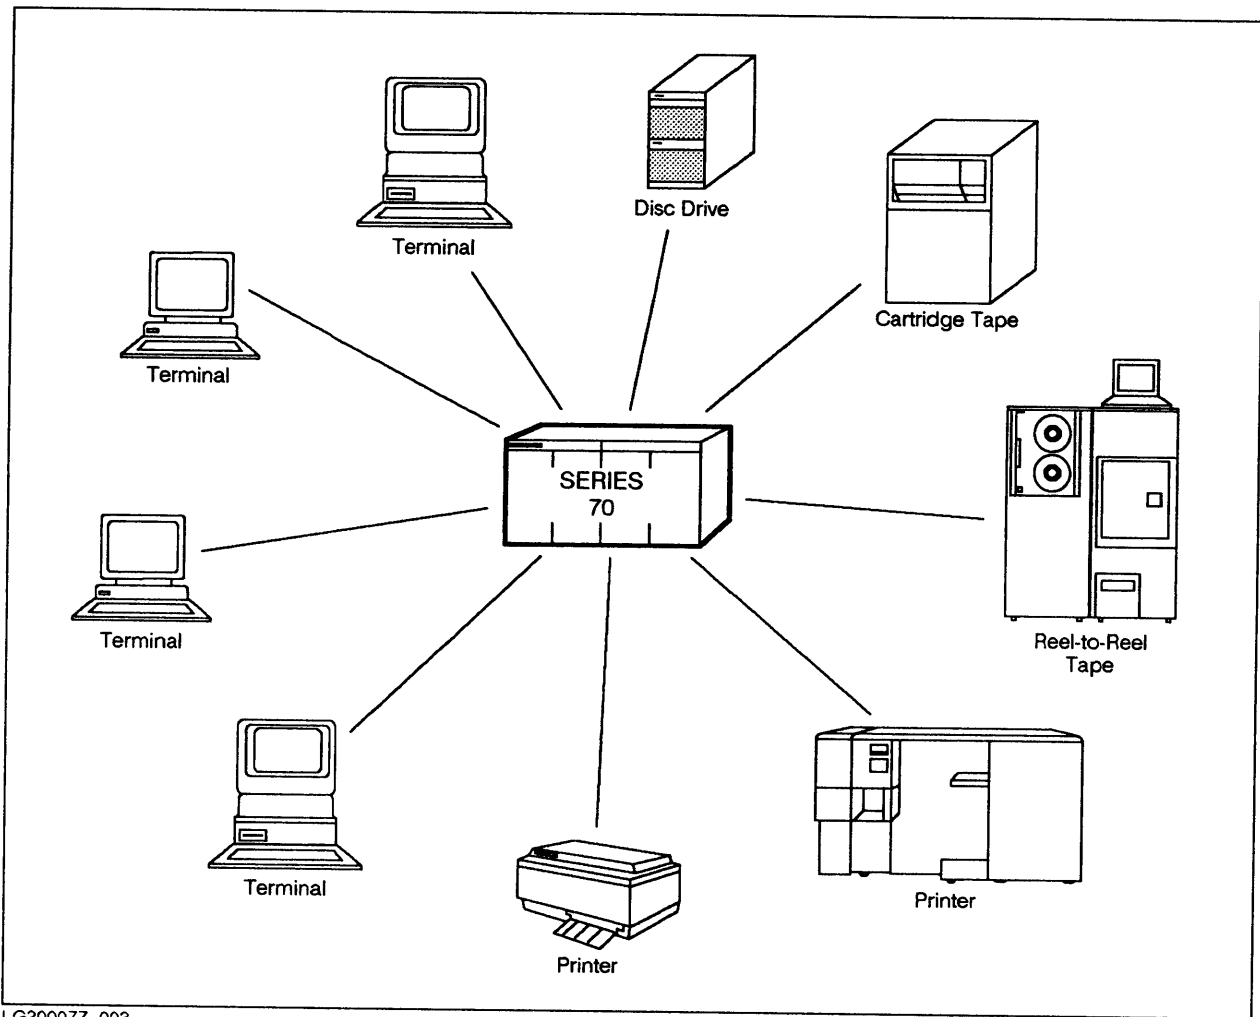 Terminal
Disc Drive
Cartridge Tape
Terminal
SERIES
70
Reel-to-Reel
Tape
Terminal
Terminal
Printer
Printer